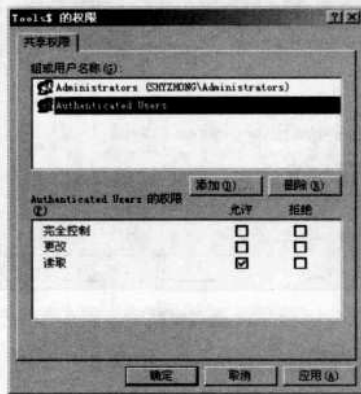 Tools$ 的权限
共享权限
组或用户名称(G):
Administrators (SHYZHONG\Administrators)
Authenticated Users
添加(D)... 删除(R)
Authenticated Users 的权限
(P) 允许 拒绝
完全控制
更改
读取
确定 取消 应用(A)